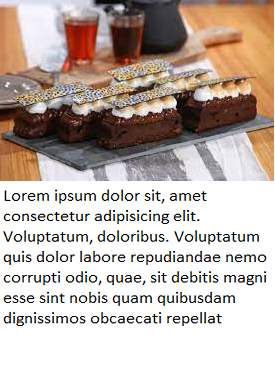 Lorem ipsum dolor sit, amet
consectetur adipisicing elit.
Voluptatum, doloribus. Voluptatum
quis dolor labore repudiandae nemo
corrupti odio, quae, sit debitis magni
esse sint nobis quam quibusdam
dignissimos obcaecati repellat